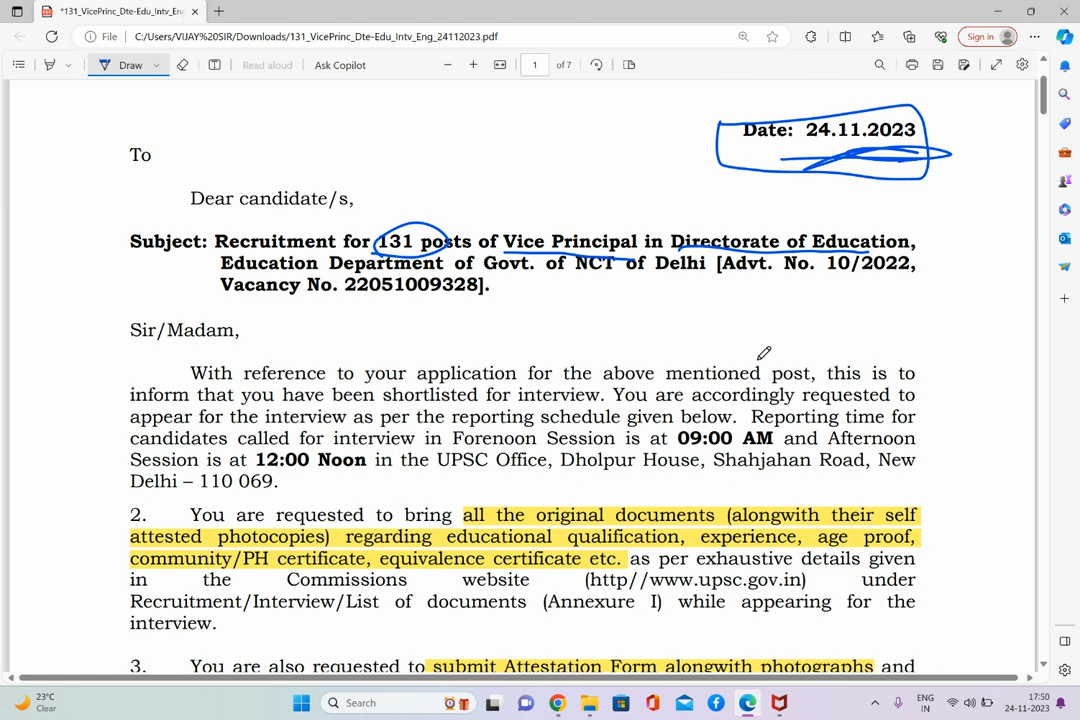 *131_VicePrinc_Dte-Edu_Intv_Eng
File
C:/Users/VIJAY%20SIR/Downloads/131_VicePrinc_Dte-Edu_Intv_Eng_24112023.pdf
Sign in
Draw
Read aloud
Ask Copilot
1
of 7
Date: 24.11.2023
To
Dear candidate/s,
Subject: Recruitment for 131 posts of Vice Principal in Directorate of Education,
Education Department of Govt. of NCT of Delhi [Advt. No. 10/2022,
Vacancy No. 22051009328].
Sir/Madam,
With reference to your application for the above mentioned post, this is to
inform that you have been shortlisted for interview. You are accordingly requested to
appear for the interview as per the reporting schedule given below. Reporting time for
candidates called for interview in Forenoon Session is at 09:00 AM and Afternoon
Session is at 12:00 Noon in the UPSC Office, Dholpur House, Shahjahan Road, New
Delhi – 110 069.
2. You are requested to bring all the original documents (alongwith their self
attested photocopies) regarding educational qualification, experience, age proof,
community/PH certificate, equivalence certificate etc. as per exhaustive details given
in the Commissions website (http//www.upsc.gov.in) under
Recruitment/Interview/List of documents (Annexure I) while appearing for the
interview.
3. You are also requested to submit Attestation Form alongwith photographs and
23°C
Clear
Search
ENG
IN
17:50
24-11-2023